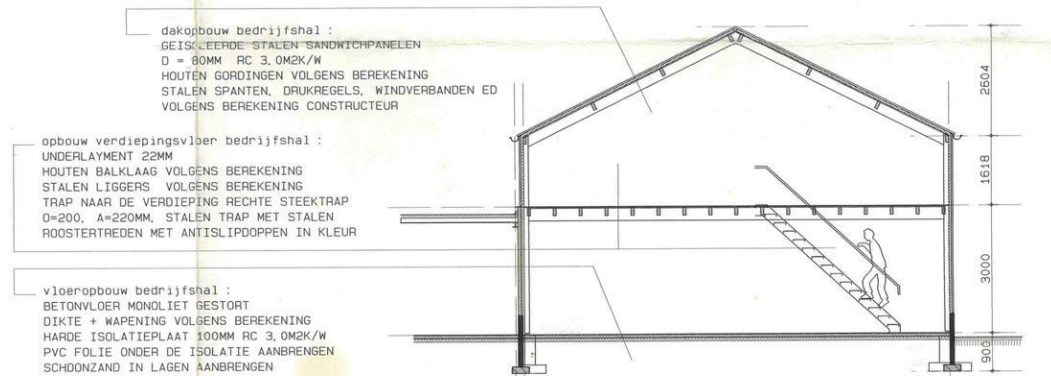 dakopbouw bedrijfshal :
GEISOLEERDE STALEN SANDWICHPANELEN
D = 80MM RC 3,0M2K/W
HOUTEN GORDINGEN VOLGENS BEREKENING
STALEN SPANTEN, DRUKREGELS, WINDVERBANDEN ED
VOLGENS BEREKENING CONSTRUCTEUR
opbouw verdiepingsvloer bedrijfshal :
UNDERLAYMENT 22MM
HOUTEN BALKLAAG VOLGENS BEREKENING
STALEN LIGGERS VOLGENS BEREKENING
TRAP NAAR DE VERDIEPING RECHTE STEEKTRAP
O=200, A=220MM, STALEN TRAP MET STALEN
ROOSTERTREDEN MET ANTISLIPDOPPEN IN KLEUR
vloeropbouw bedrijfshal :
BETONVLOER MONOLIET GESTORT
DIKTE + WAPENING VOLGENS BEREKENING
HARDE ISOLATIEPLAAT 100MM RC 3,0M2K/W
PVC FOLIE ONDER DE ISOLATIE AANBRENGEN
SCHOONZAND IN LAGEN AANBRENGEN
2604
1618
3000
900